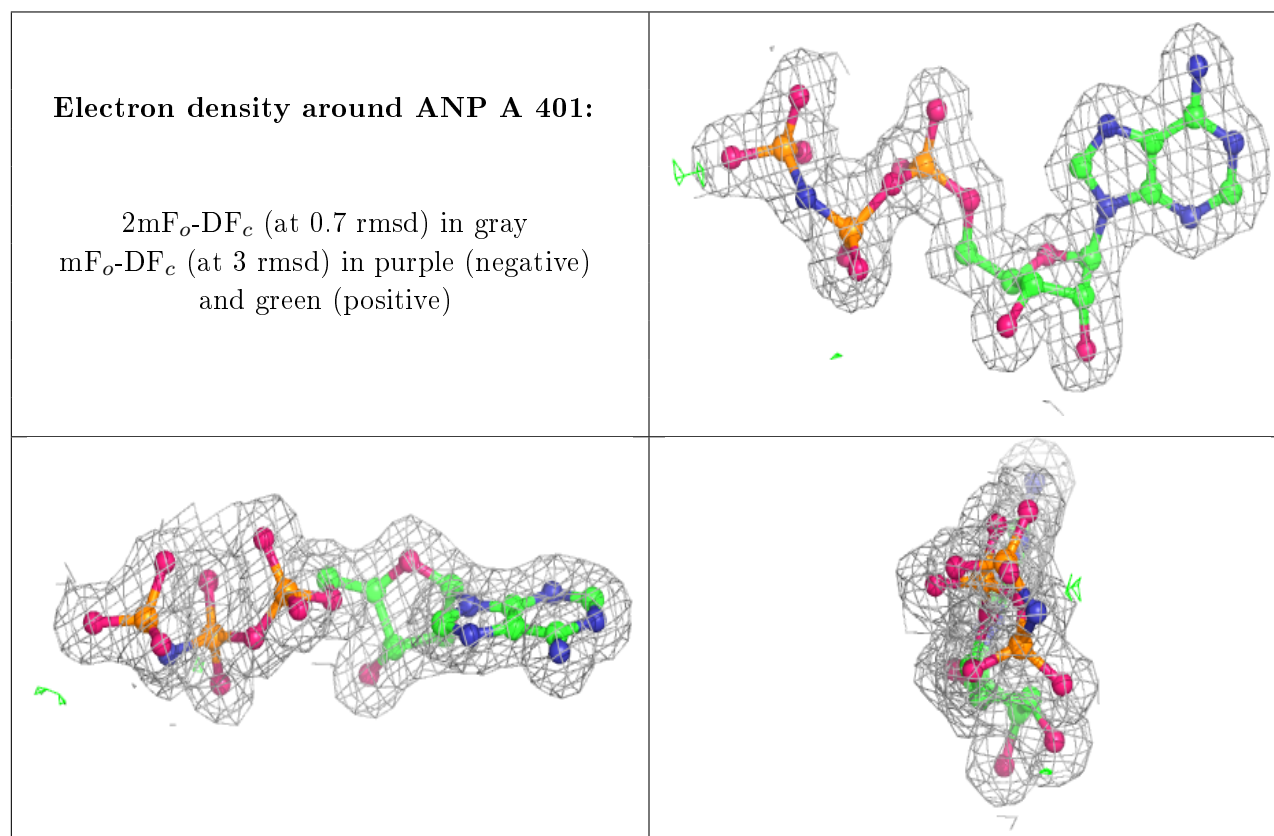 Electron density around ANP A 401:
2mFₒ-DF𝒸 (at 0.7 rmsd) in gray
mFₒ-DF𝒸 (at 3 rmsd) in purple (negative)
and green (positive)